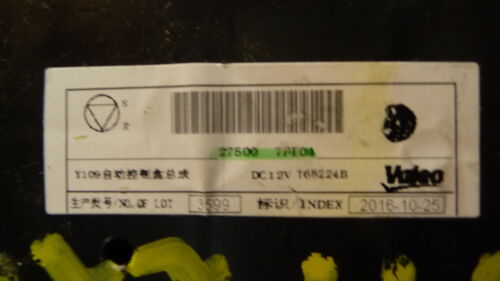 S
R
27500 7PF0A
Y109自动控制盒总成 DC12V T68224B Valeo
生产批号/NO.OF LOT 3599 标识/INDEX 2016-10-25